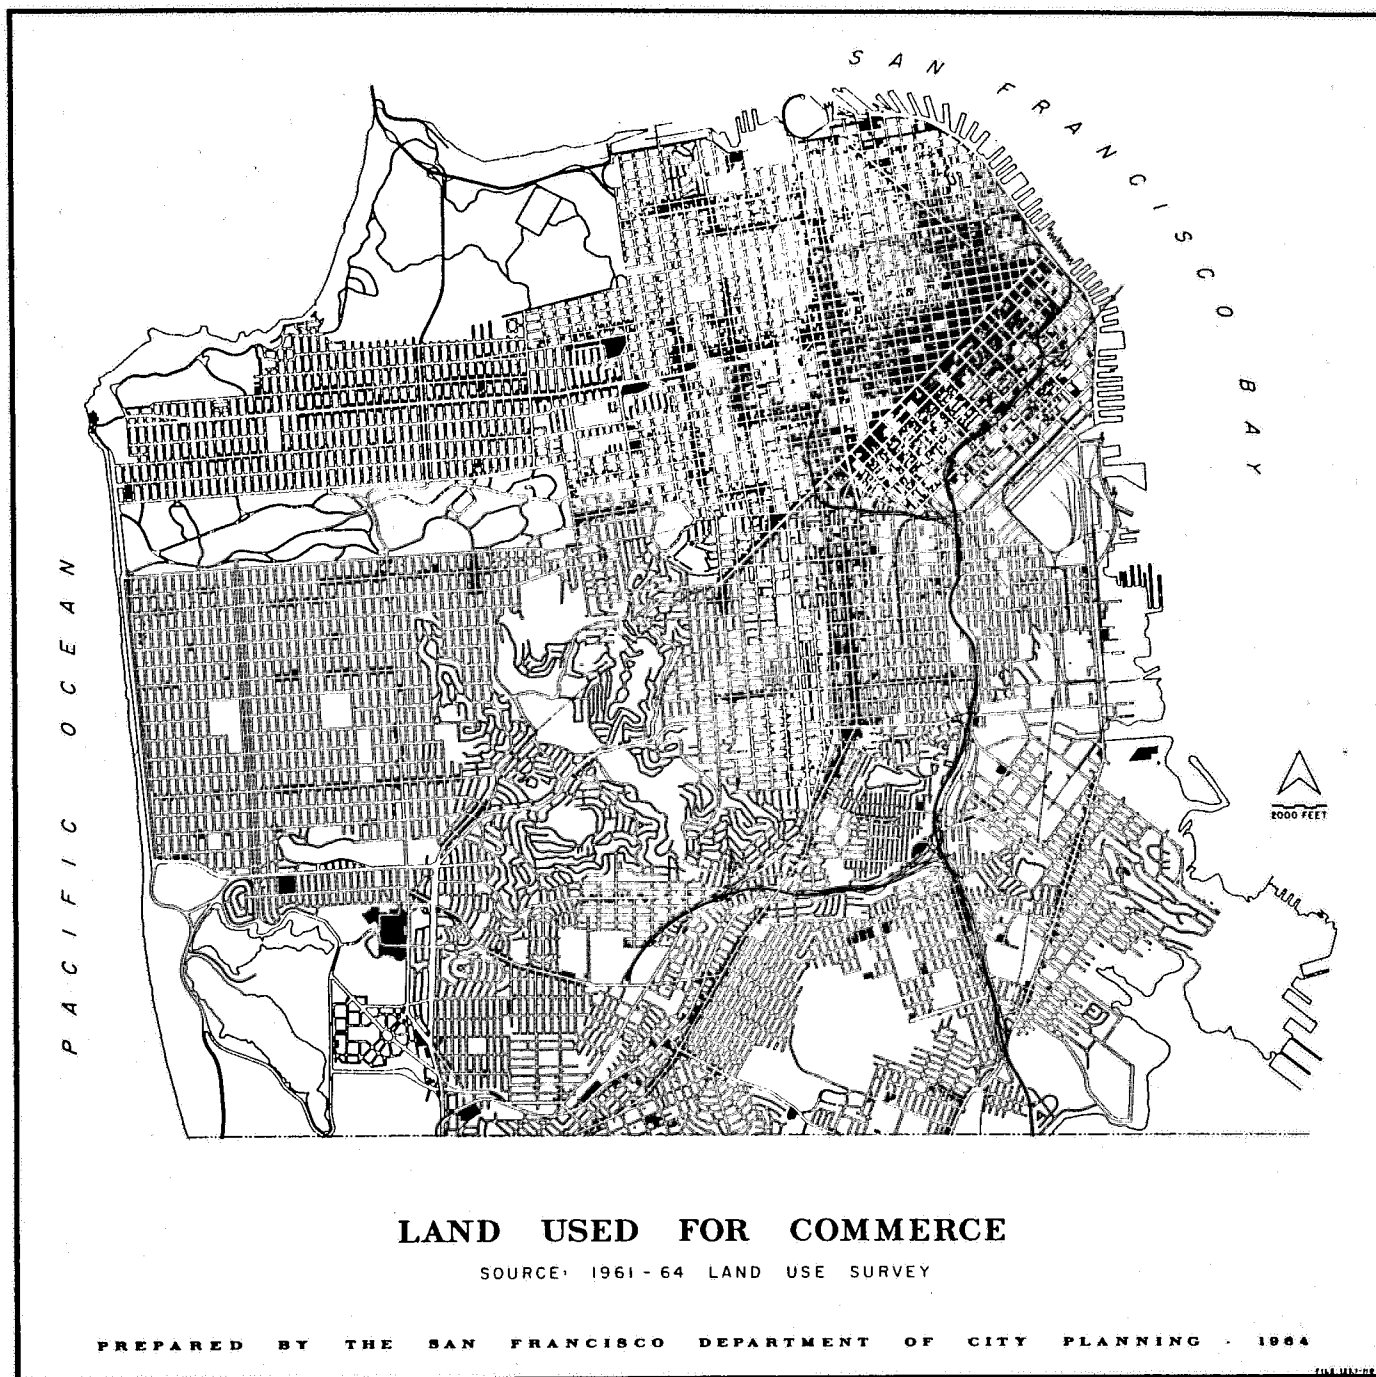 SAN FRANCISCO BAY
PACIFIC OCEAN
2000 FEET
LAND USED FOR COMMERCE
SOURCE: 1961-64 LAND USE SURVEY
PREPARED BY THE SAN FRANCISCO DEPARTMENT OF CITY PLANNING · 1964